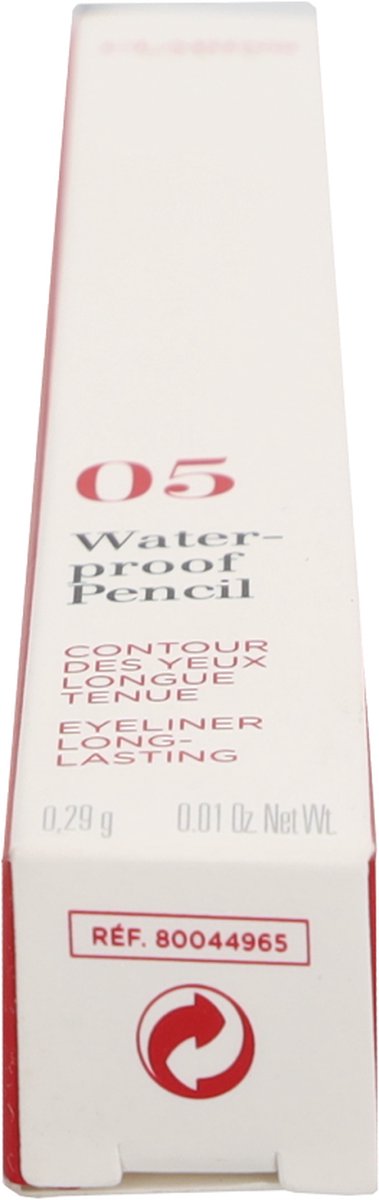 05
Water-
proof
Pencil
CONTOUR
DES YEUX
LONGUE
TENUE
EYELINER
LONG-
LASTING
0,29 g 0.01 Oz. Net Wt.
RÉF. 80044965